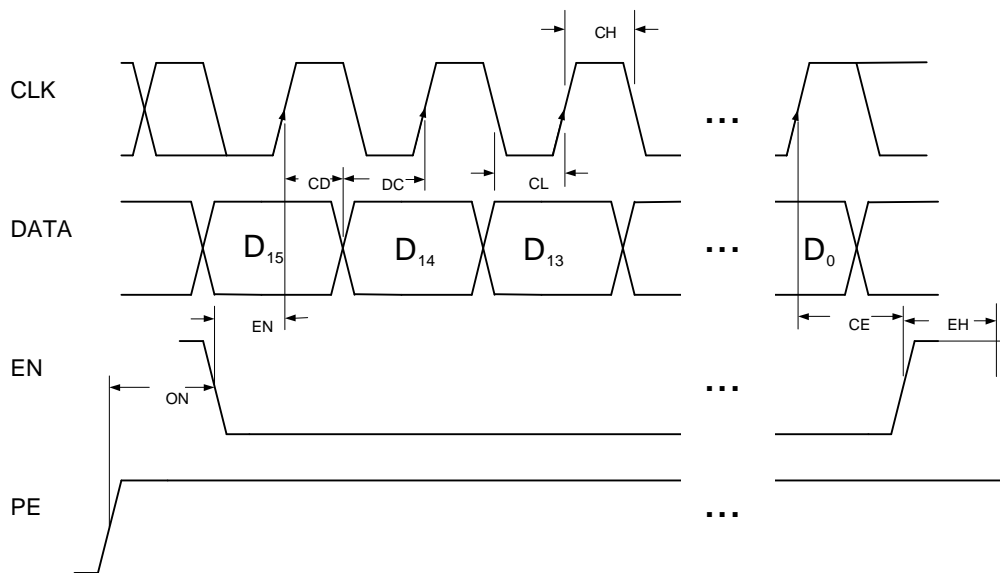 CH
CLK
...
CD
DC
CL
DATA
D15
D14
D13
...
D0
EN
CE
EH
EN
ON
...
PE
...